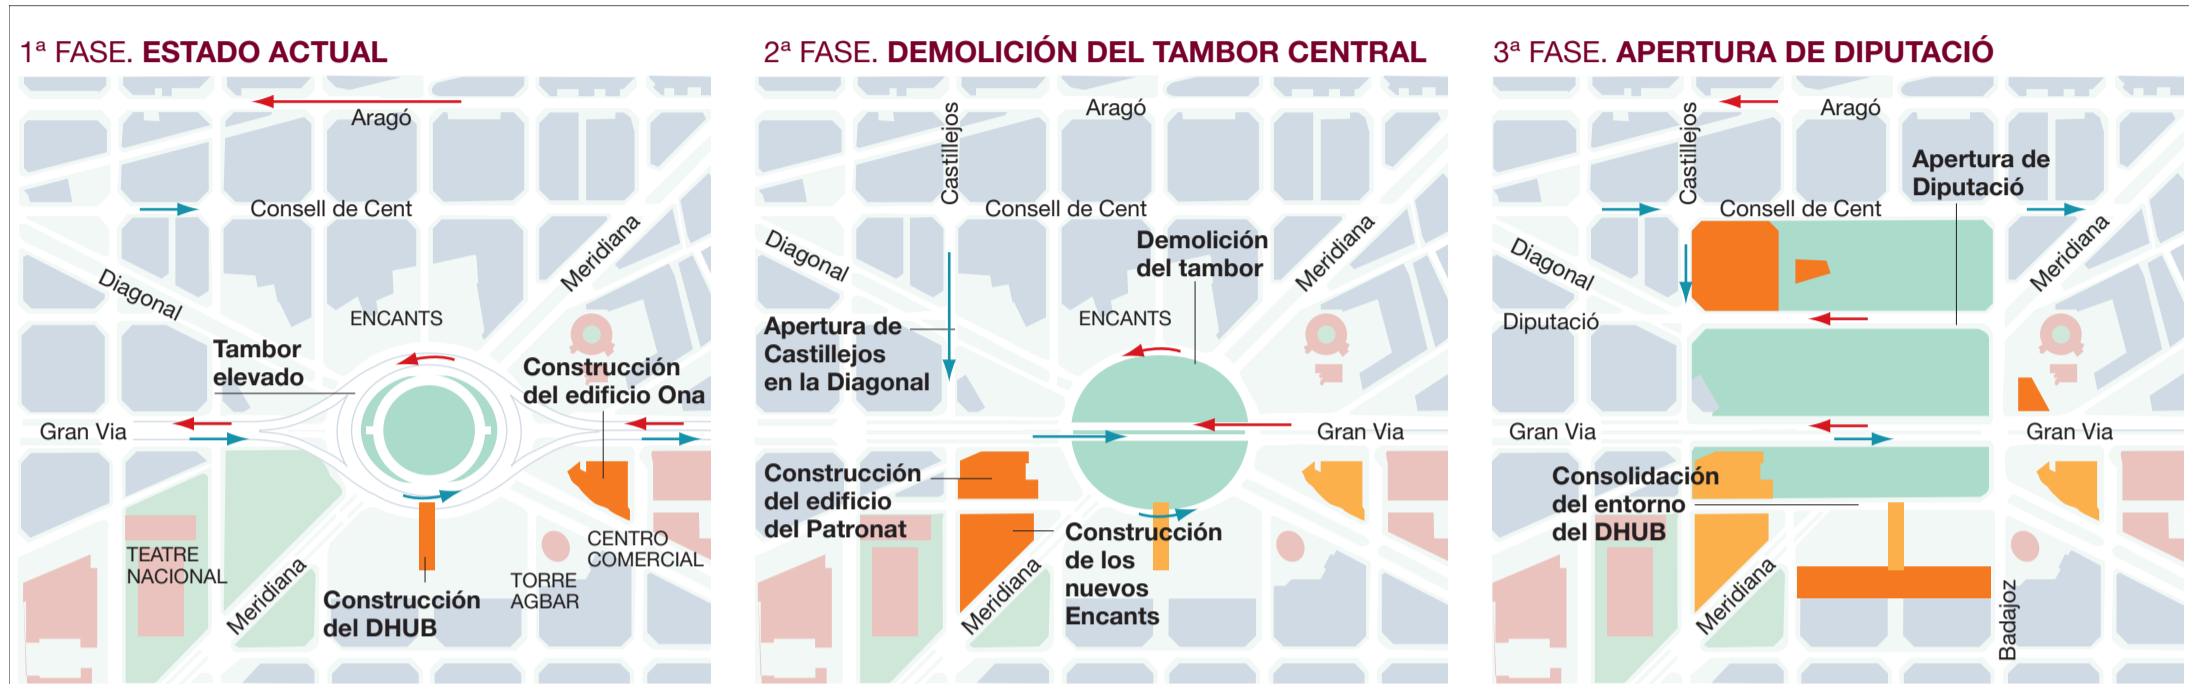 1ª FASE. ESTADO ACTUAL
Aragó
Consell de Cent
Meridiana
Diagonal
ENCANTS
Tambor
elevado
Construcción
del edificio Ona
Gran Via
TEATRE
NACIONAL
Meridiana
Construcción
del DHUB
TORRE
AGBAR
CENTRO
COMERCIAL
2ª FASE. DEMOLICIÓN DEL TAMBOR CENTRAL
Castillejos
Aragó
Consell de Cent
Diagonal
Demolición
del tambor
Meridiana
Apertura de
Castillejos
en la Diagonal
ENCANTS
Gran Via
Construcción
del edificio
del Patronat
Construcción
de los
nuevos
Encants
Meridiana
3ª FASE. APERTURA DE DIPUTACIÓ
Castillejos
Aragó
Apertura de
Diputació
Consell de Cent
Diagonal
Meridiana
Diputació
Gran Via
Gran Via
Consolidación
del entorno
del DHUB
Meridiana
Badajoz